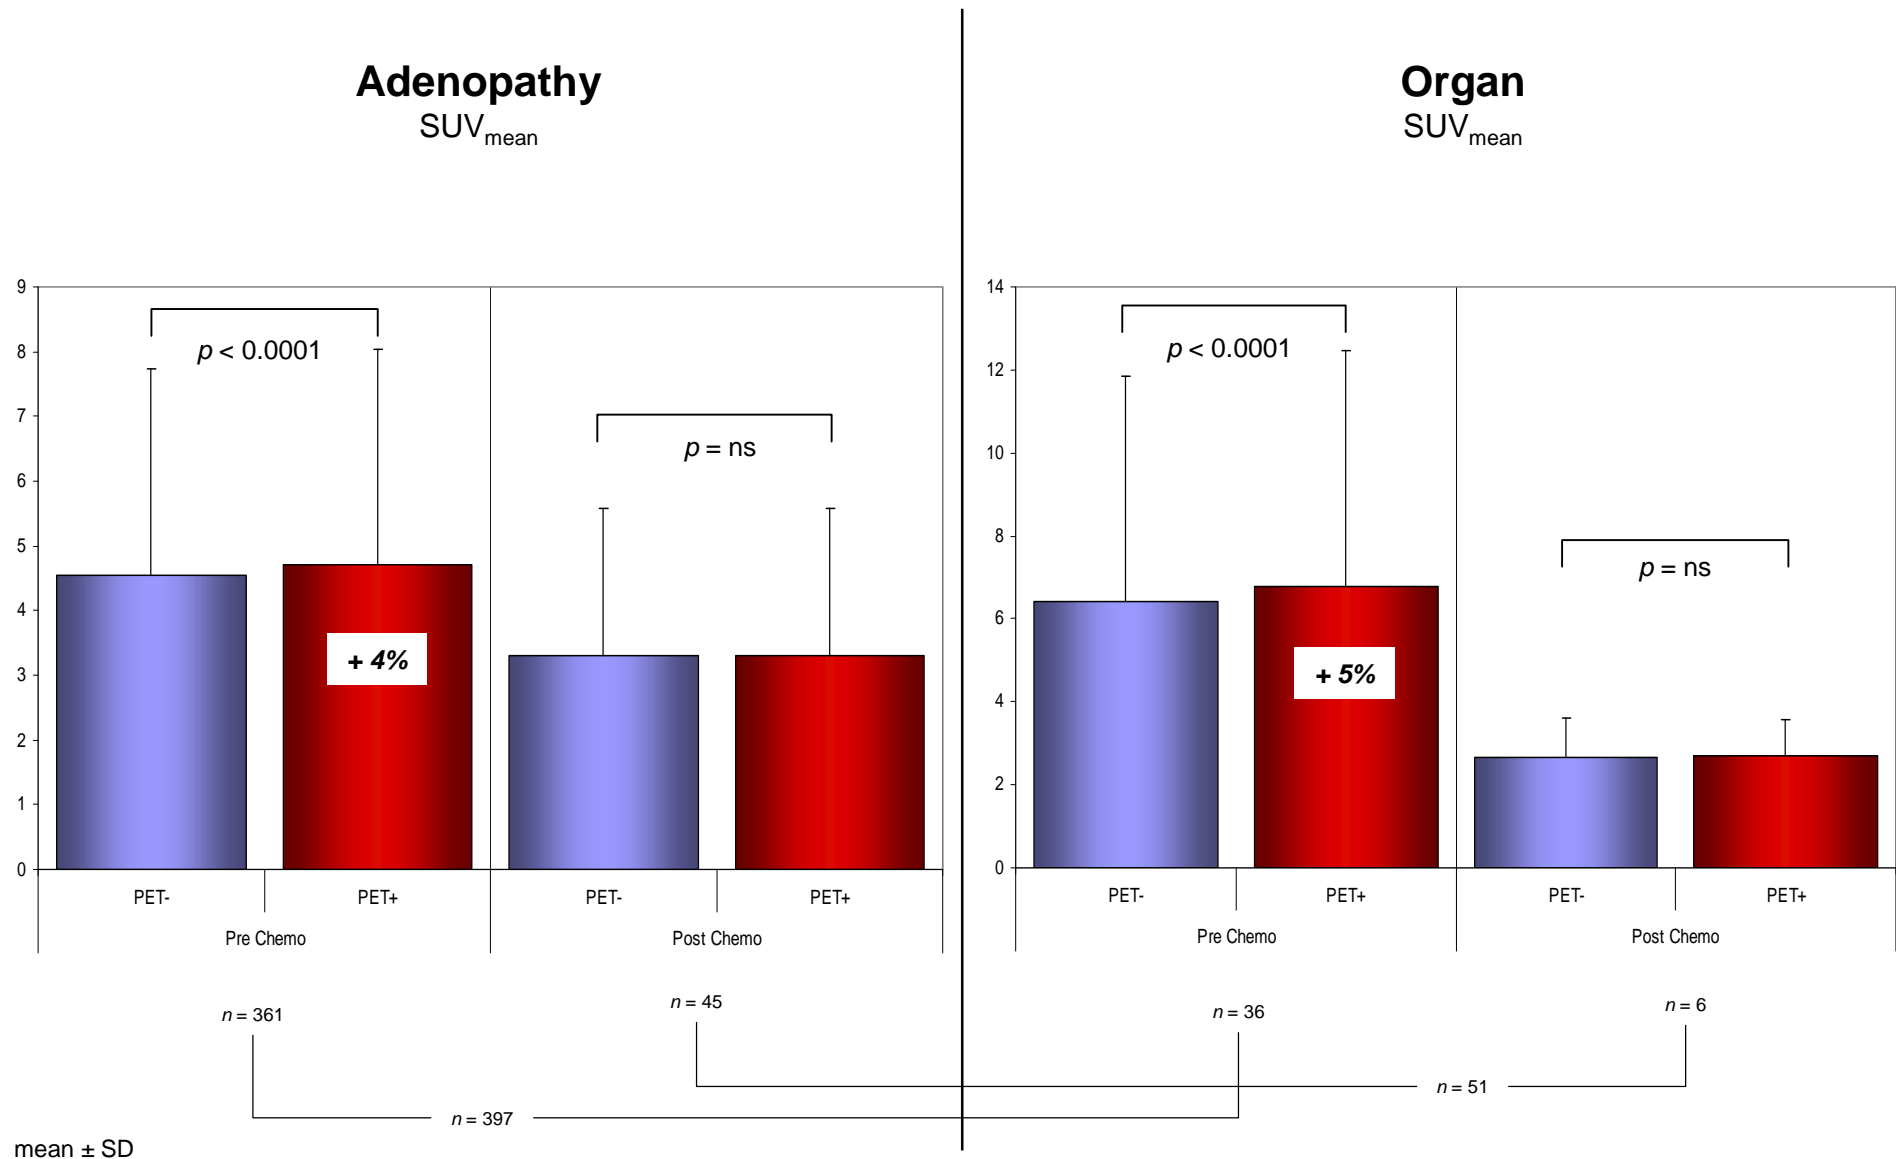 Adenopathy
SUVmean
9
8
7
6
5
4
3
2
1
0
p < 0.0001
p = ns
+ 4%
PET-
PET+
PET-
PET+
Pre Chemo
Post Chemo
n = 361
n = 45
Organ
SUVmean
14
12
10
8
6
4
2
0
p < 0.0001
p = ns
+ 5%
PET-
PET+
PET-
PET+
Pre Chemo
Post Chemo
n = 36
n = 6
n = 51
n = 397
mean ± SD